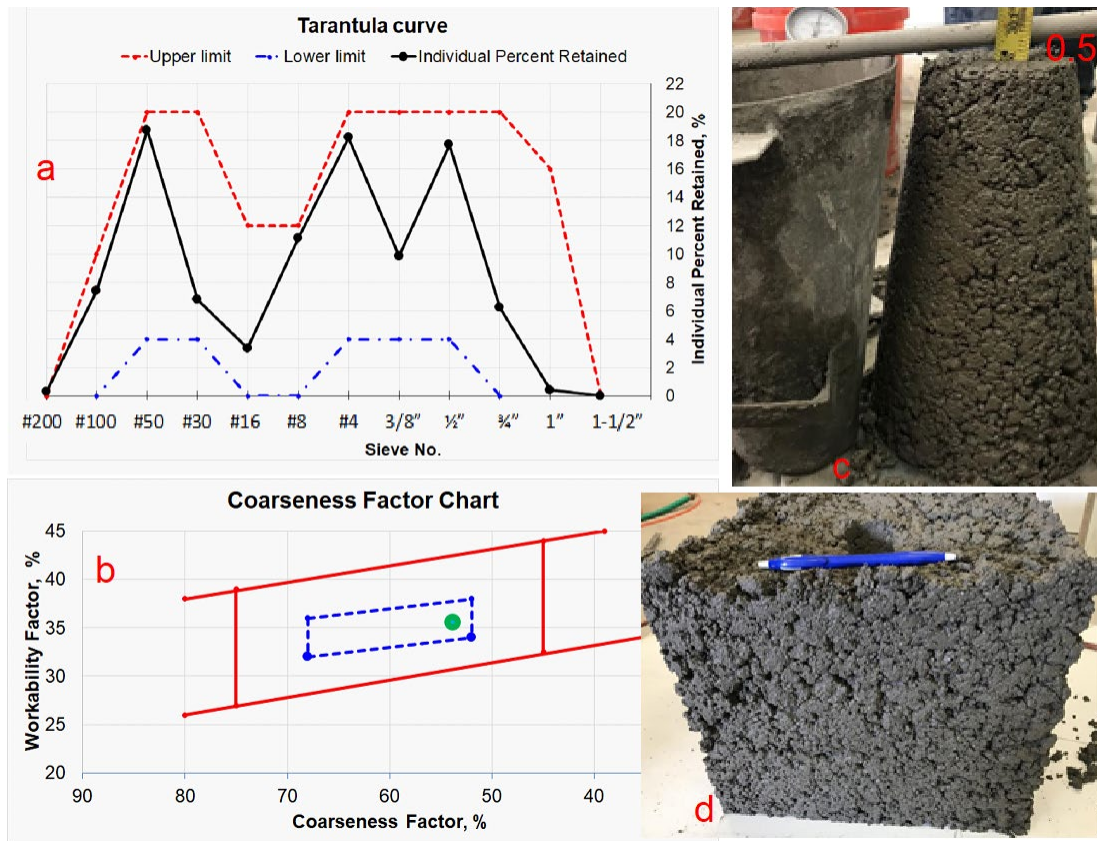 Tarantula curve
Upper limit Lower limit Individual Percent Retained
a
22
20
18
16
14
12
10
8
6
4
2
0
Individual Percent Retained, %
#200 #100 #50 #30 #16 #8 #4 3/8" ½" ¾" 1" 1-1/2"
Sieve No.
0.5
c
Coarseness Factor Chart
b
45
40
35
30
25
20
Workability Factor, %
90 80 70 60 50 40
Coarseness Factor, %
d